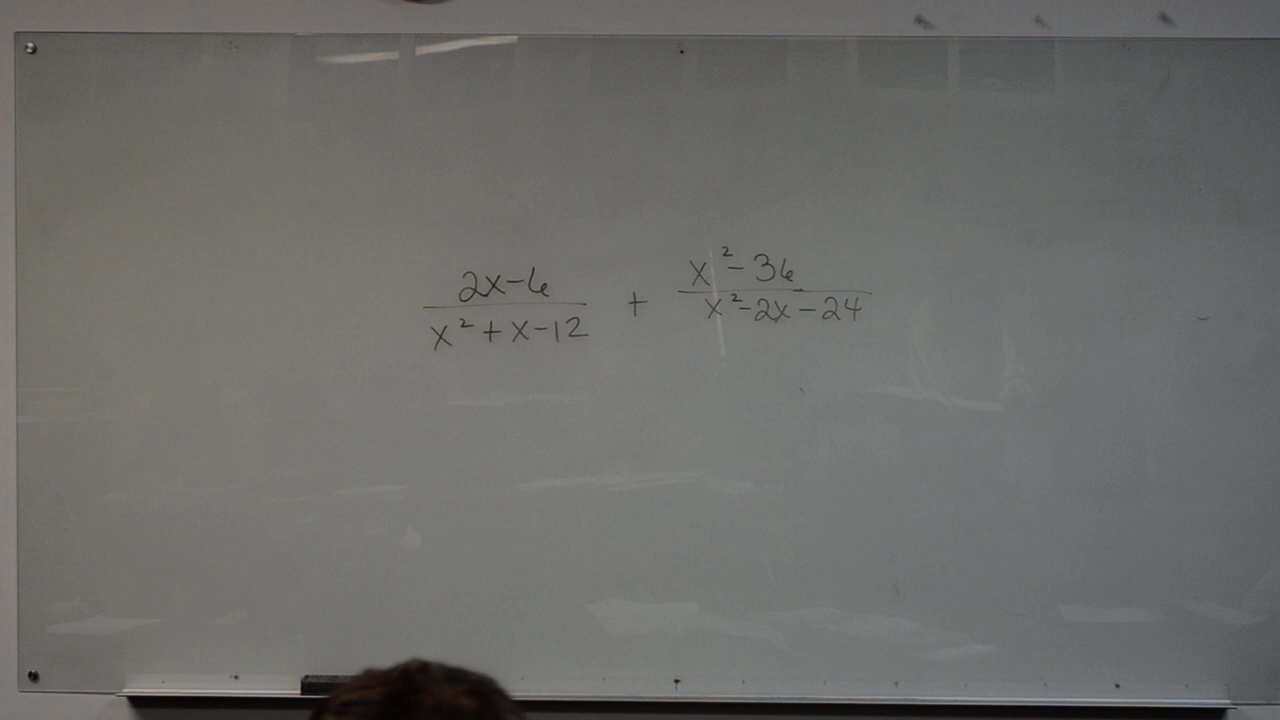 2x-6 / x² + x - 12 + x² - 36 / x² - 2x - 24